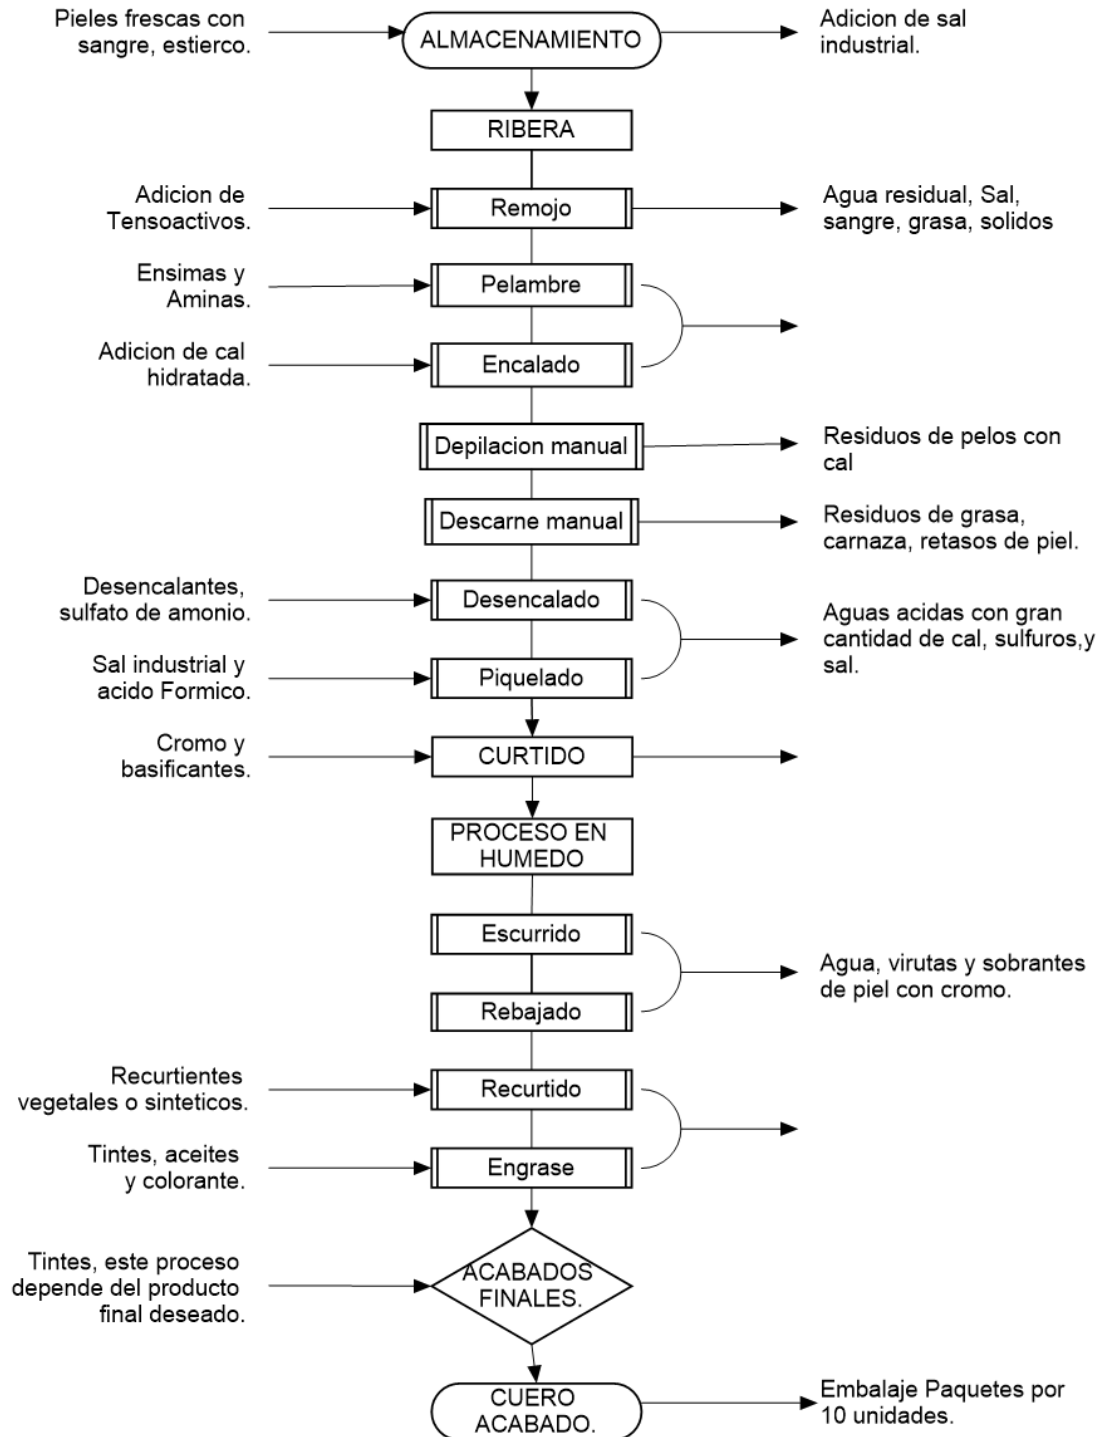 Pieles frescas con
sangre, estierco.
ALMACENAMIENTO
Adicion de sal
industrial.
RIBERA
Adicion de
Tensoactivos.
Remojo
Agua residual, Sal,
sangre, grasa, solidos
Ensimas y
Aminas.
Pelambre
Adicion de cal
hidratada.
Encalado
Depilacion manual
Residuos de pelos con
cal
Descarne manual
Residuos de grasa,
carnaza, retasos de piel.
Desencalantes,
sulfato de amonio.
Desencalado
Aguas acidas con gran
cantidad de cal, sulfuros,y
sal.
Sal industrial y
acido Formico.
Piquelado
Cromo y
basificantes.
CURTIDO
PROCESO EN
HUMEDO
Escurrido
Agua, virutas y sobrantes
de piel con cromo.
Rebajado
Recurtientes
vegetales o sinteticos.
Recurtido
Tintes, aceites
y colorante.
Engrase
Tintes, este proceso
depende del producto
final deseado.
ACABADOS
FINALES.
CUERO
ACABADO.
Embalaje Paquetes por
10 unidades.